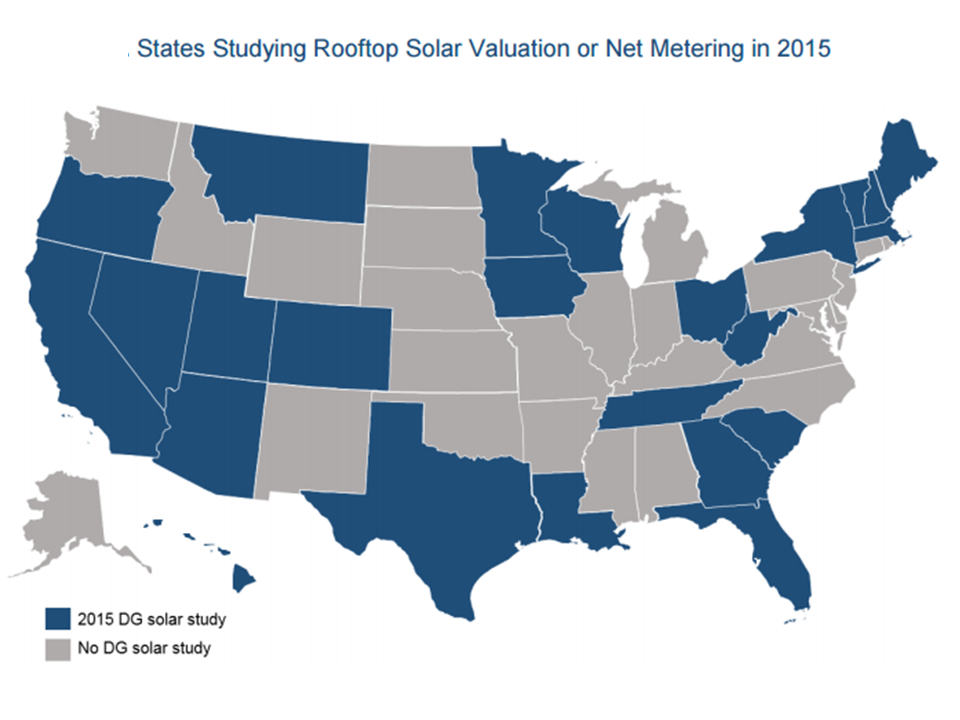 States Studying Rooftop Solar Valuation or Net Metering in 2015
2015 DG solar study
No DG solar study